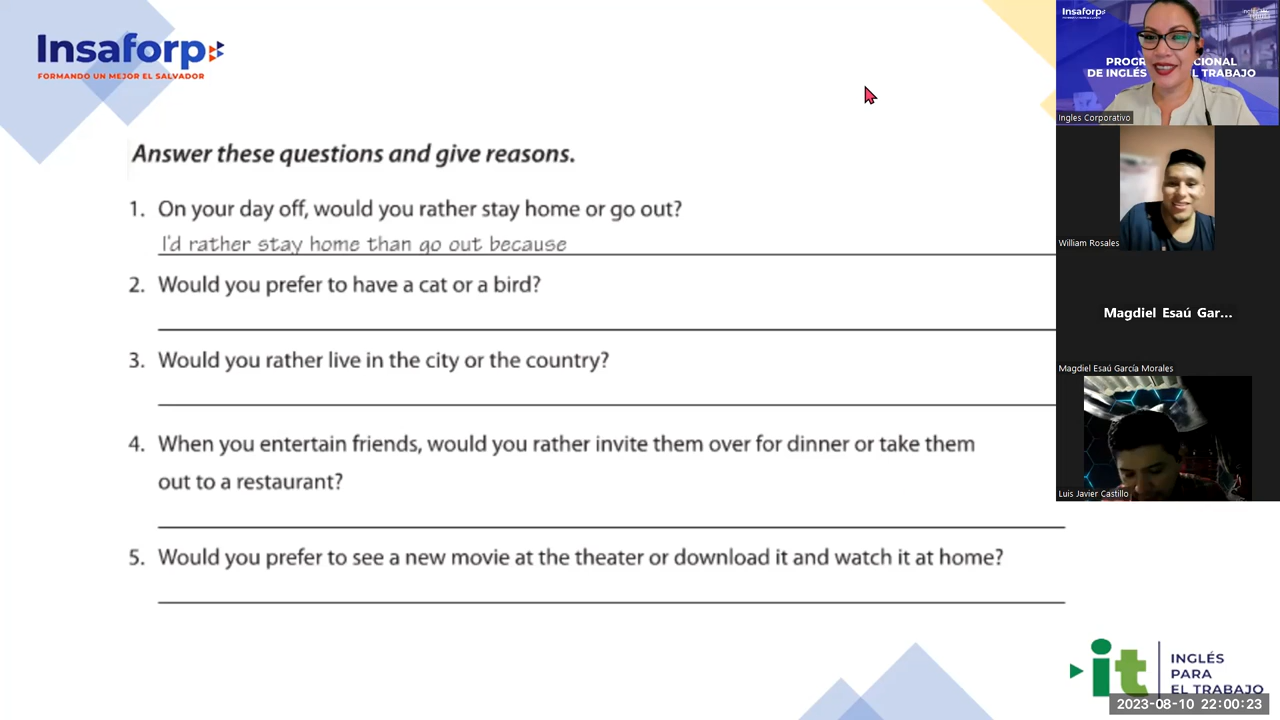 Insaforp
FORMANDO UN MEJOR EL SALVADOR
Answer these questions and give reasons.
1. On your day off, would you rather stay home or go out?
I'd rather stay home than go out because
2. Would you prefer to have a cat or a bird?
3. Would you rather live in the city or the country?
4. When you entertain friends, would you rather invite them over for dinner or take them
out to a restaurant?
5. Would you prefer to see a new movie at the theater or download it and watch it at home?
Insaforp
DE INGLÉS
EL TRABAJO
Ingles Corporativo
William Rosales
Magdiel Esaú Gar...
Magdiel Esaú García Morales
Luis Javier Castillo
it
INGLÉS
PARA
EL TRABAJO
2023-08-10 22:00:23